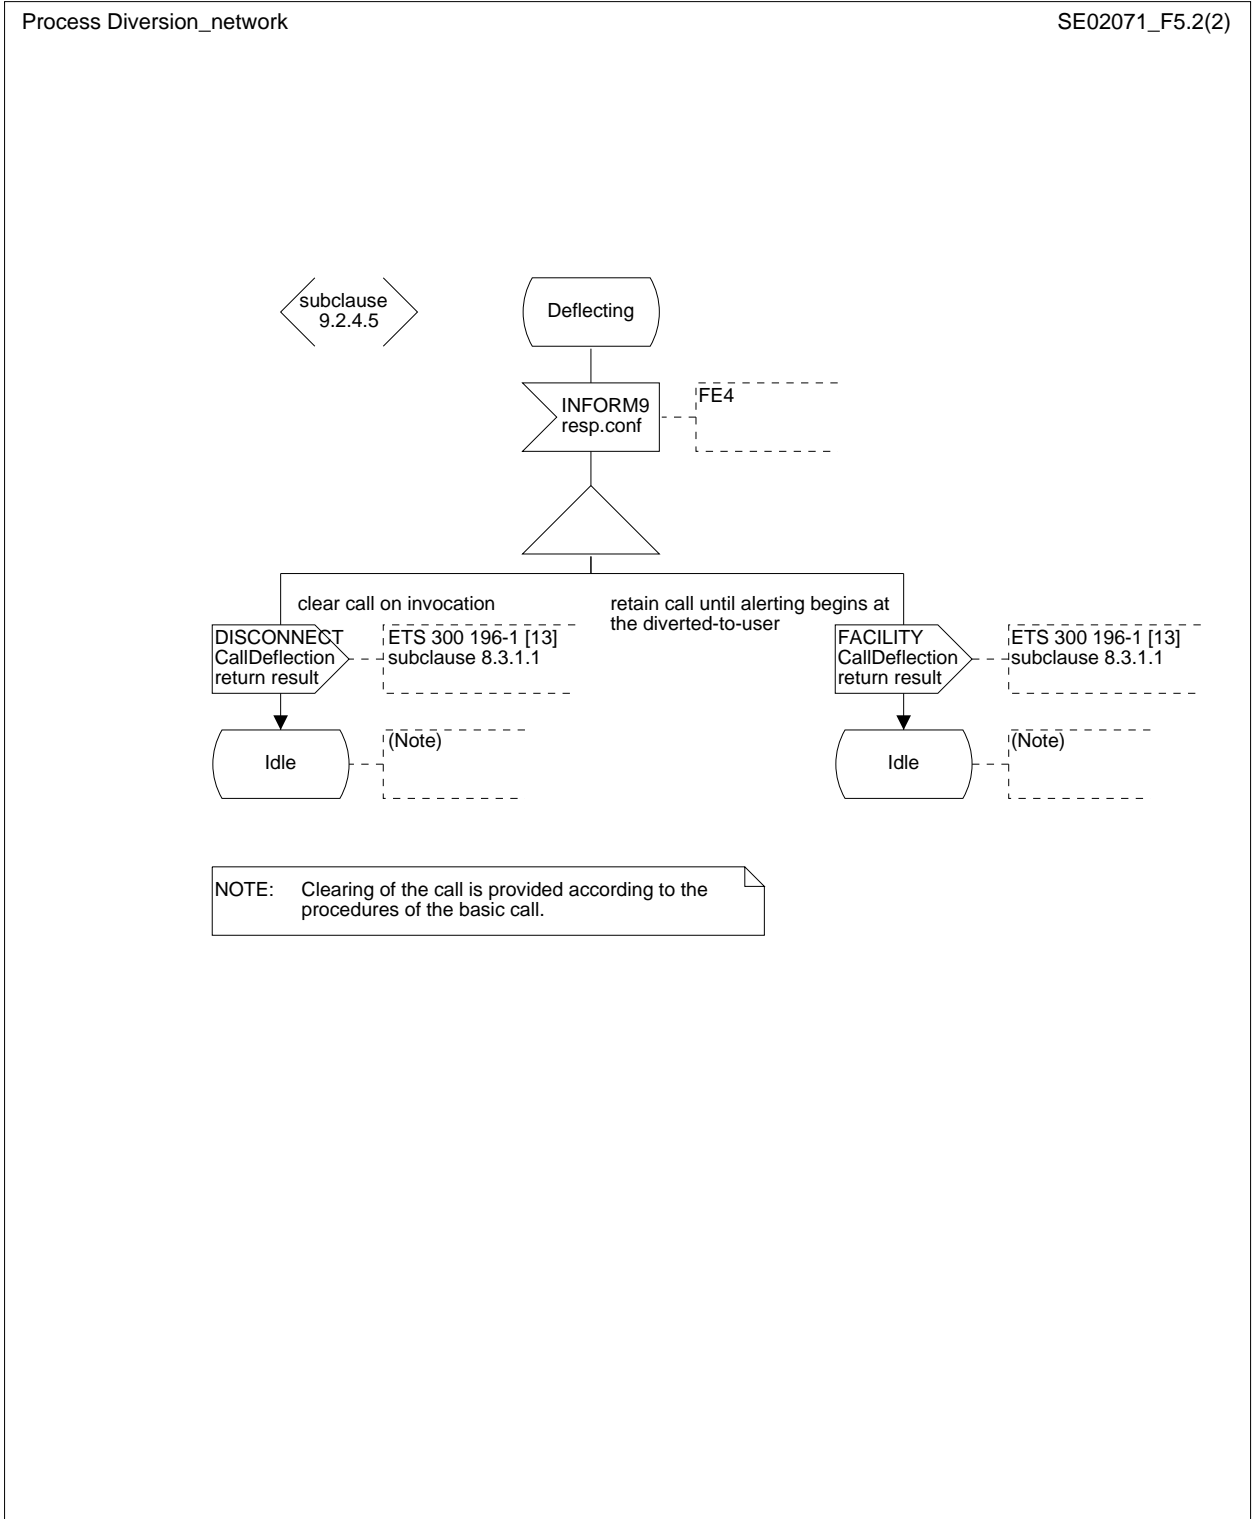 Process Diversion_network
SE02071_F5.2(2)
subclause
9.2.4.5
Deflecting
INFORM9
resp.conf
FE4
clear call on invocation
retain call until alerting begins at
the diverted-to-user
DISCONNECT
CallDeflection
return result
ETS 300 196-1 [13]
subclause 8.3.1.1
FACILITY
CallDeflection
return result
ETS 300 196-1 [13]
subclause 8.3.1.1
Idle
(Note)
Idle
(Note)
NOTE: Clearing of the call is provided according to the
procedures of the basic call.